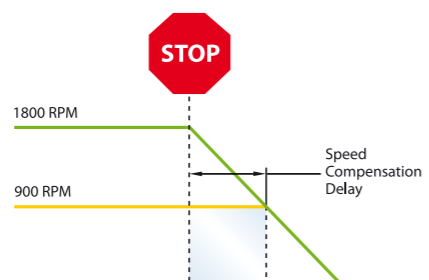 STOP
1800 RPM
Speed
Compensation
Delay
900 RPM